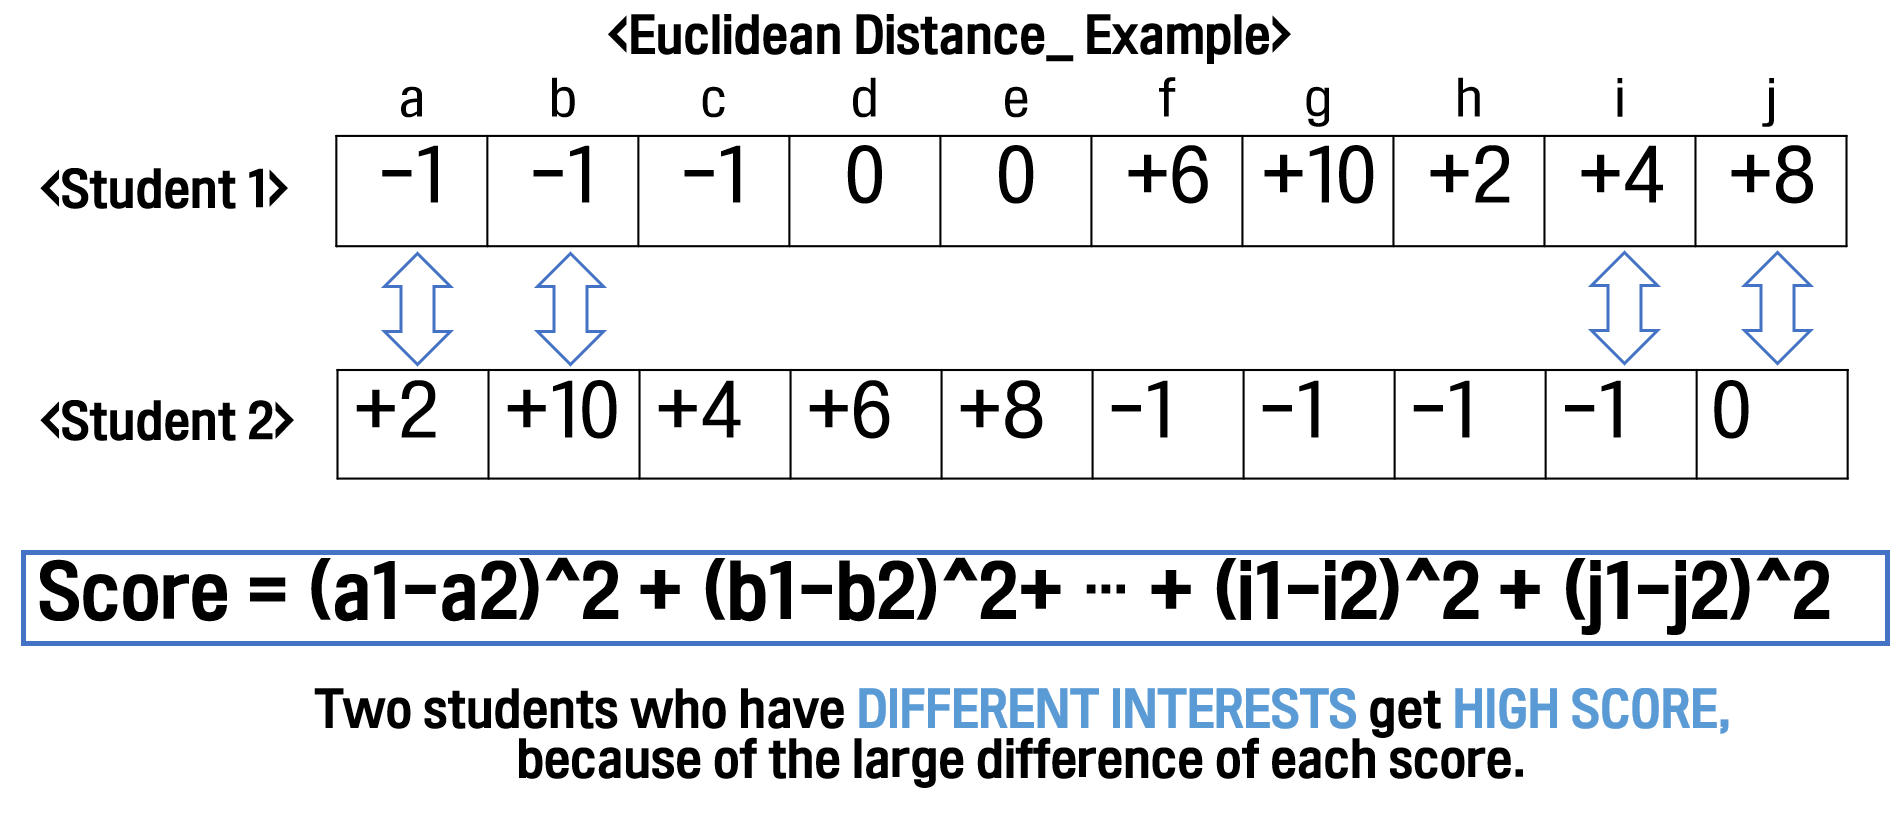 <Euclidean Distance_ Example>
a b c d e f g h i j
<Student 1> -1 -1 -1 0 0 +6 +10 +2 +4 +8
<Student 2> +2 +10 +4 +6 +8 -1 -1 -1 -1 0
Score = (a1-a2)^2 + (b1-b2)^2+ ··· + (i1-i2)^2 + (j1-j2)^2
Two students who have DIFFERENT INTERESTS get HIGH SCORE,
because of the large difference of each score.